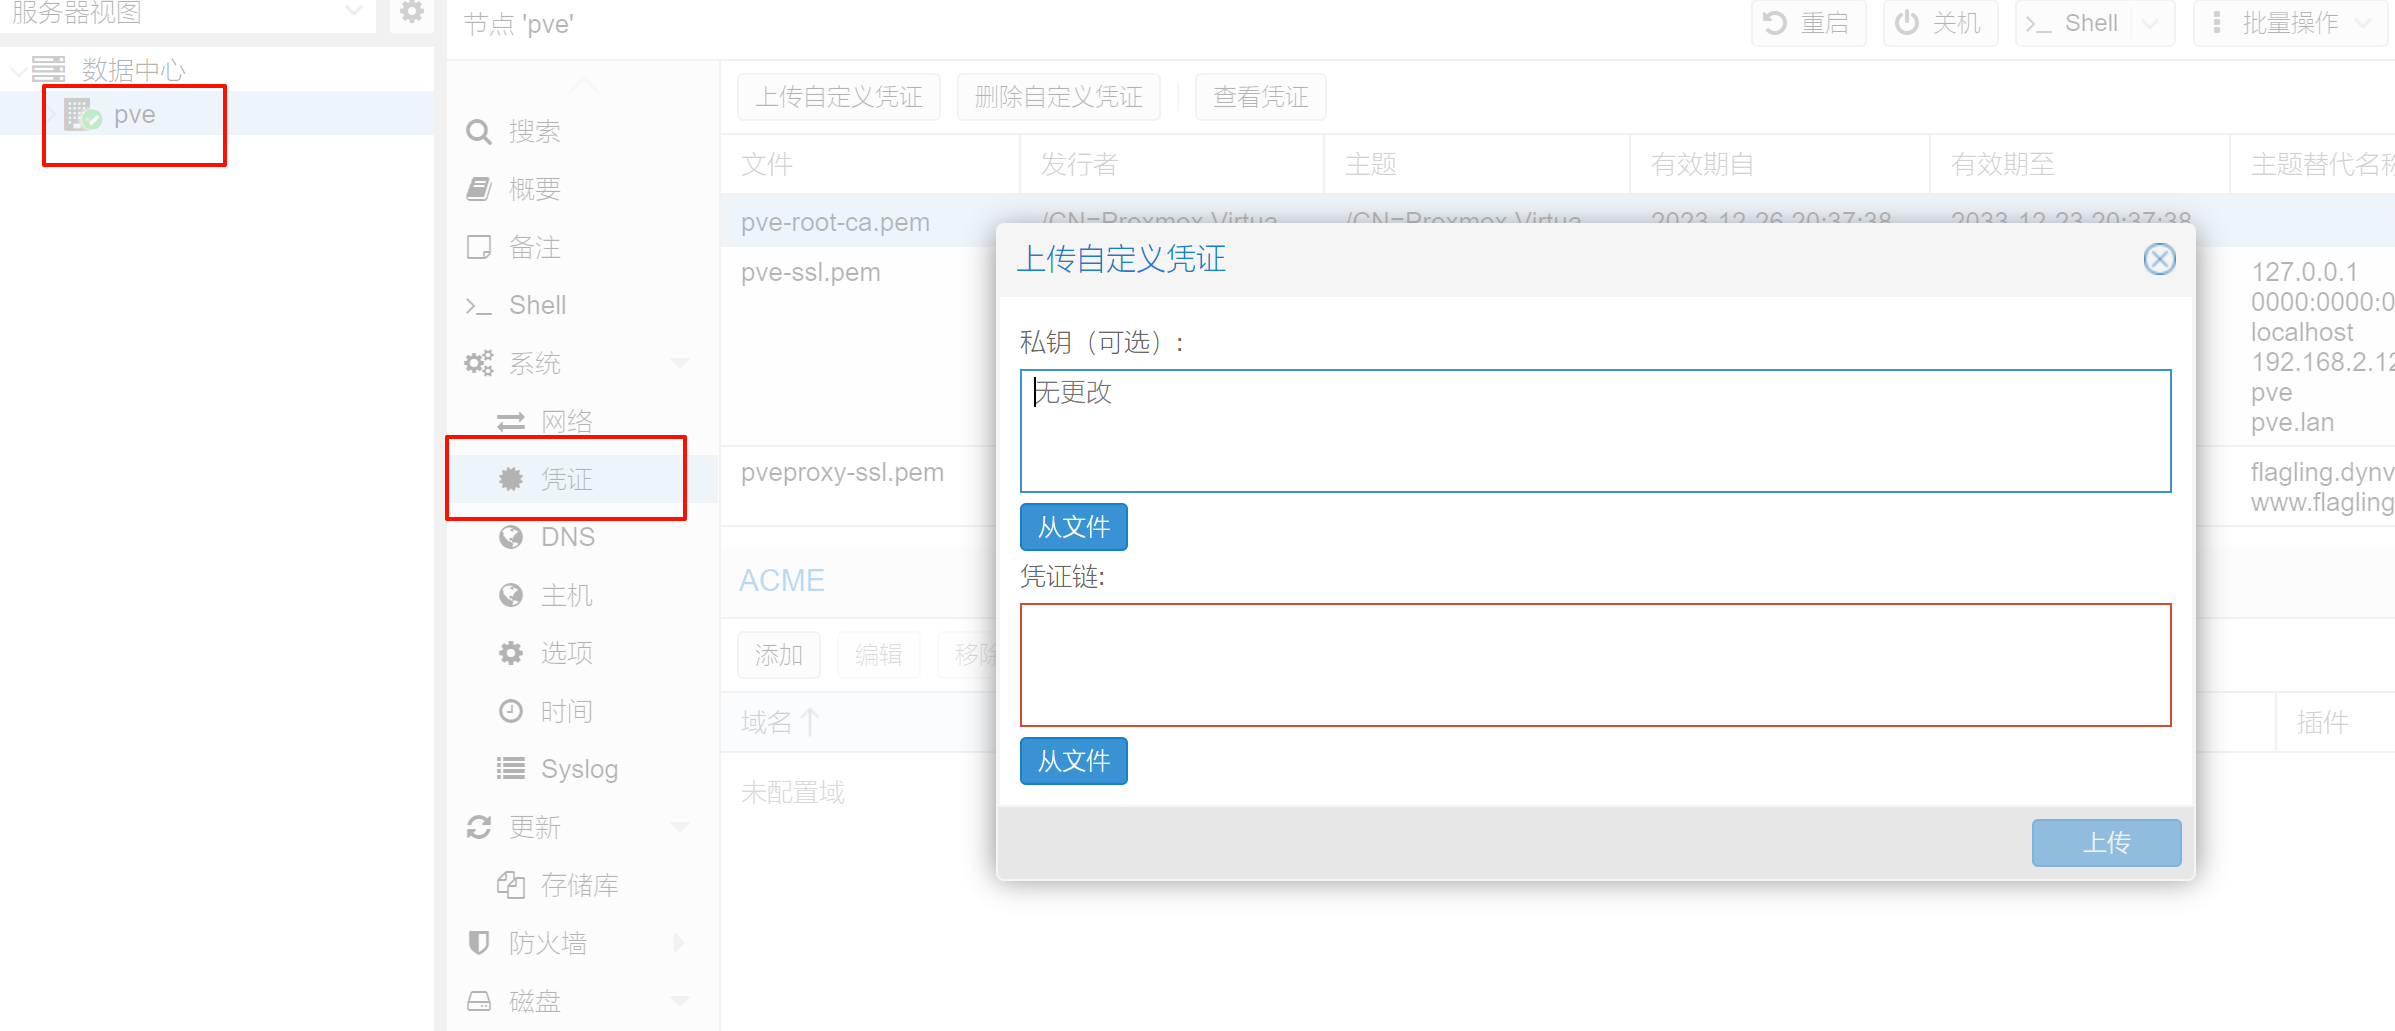 服务器视图
数据中心
pve
节点 'pve'
重启
关机
Shell
批量操作
搜索
概要
备注
Shell
系统
网络
凭证
DNS
主机
选项
时间
Syslog
更新
存储库
防火墙
磁盘
上传自定义凭证
删除自定义凭证
查看凭证
文件
发行者
主题
有效期自
有效期至
主题替代名称
pve-root-ca.pem
/CN=Proxmox Virtua...
/CN=Proxmox Virtua...
2023-12-26 20:37:38
2033-12-23 20:37:38
pve-ssl.pem
127.0.0.1
0000:0000:0
localhost
192.168.2.12
pve
pve.lan
pveproxy-ssl.pem
flagling.dynv
www.flagling
ACME
添加
编辑
移除
域名
插件
未配置域
上传自定义凭证
私钥（可选）:
无更改
从文件
凭证链:
从文件
上传